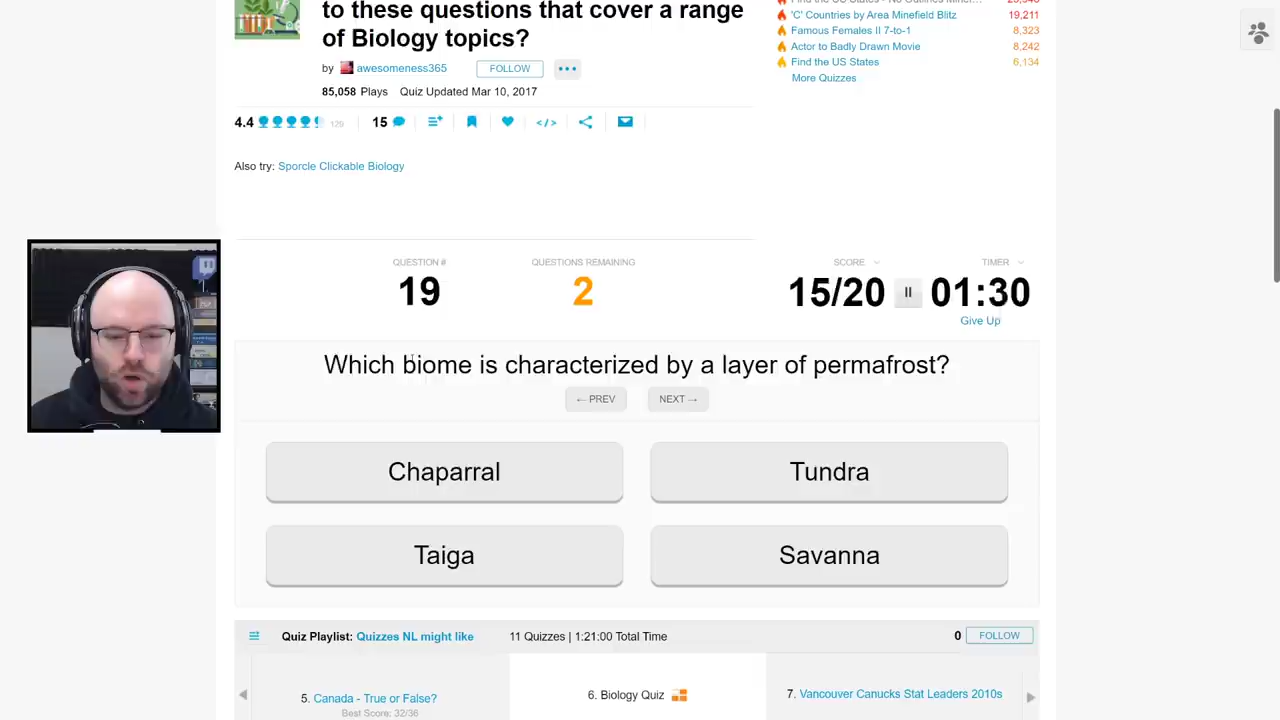 to these questions that cover a range
of Biology topics?
by awesomeness365 FOLLOW •••
85,058 Plays Quiz Updated Mar 10, 2017
4.4 129 15 </>
Also try: Sporcle Clickable Biology
'C' Countries by Area Minefield Blitz 19,211
Famous Females II 7-to-1 8,323
Actor to Badly Drawn Movie 8,242
Find the US States 6,134
More Quizzes
QUESTION # QUESTIONS REMAINING SCORE TIMER
19 2 15/20 01:30
Give Up
Which biome is characterized by a layer of permafrost?
← PREV NEXT →
Chaparral Tundra
Taiga Savanna
Quiz Playlist: Quizzes NL might like 11 Quizzes | 1:21:00 Total Time 0 FOLLOW
5. Canada - True or False? 6. Biology Quiz 7. Vancouver Canucks Stat Leaders 2010s
Best Score: 32/36